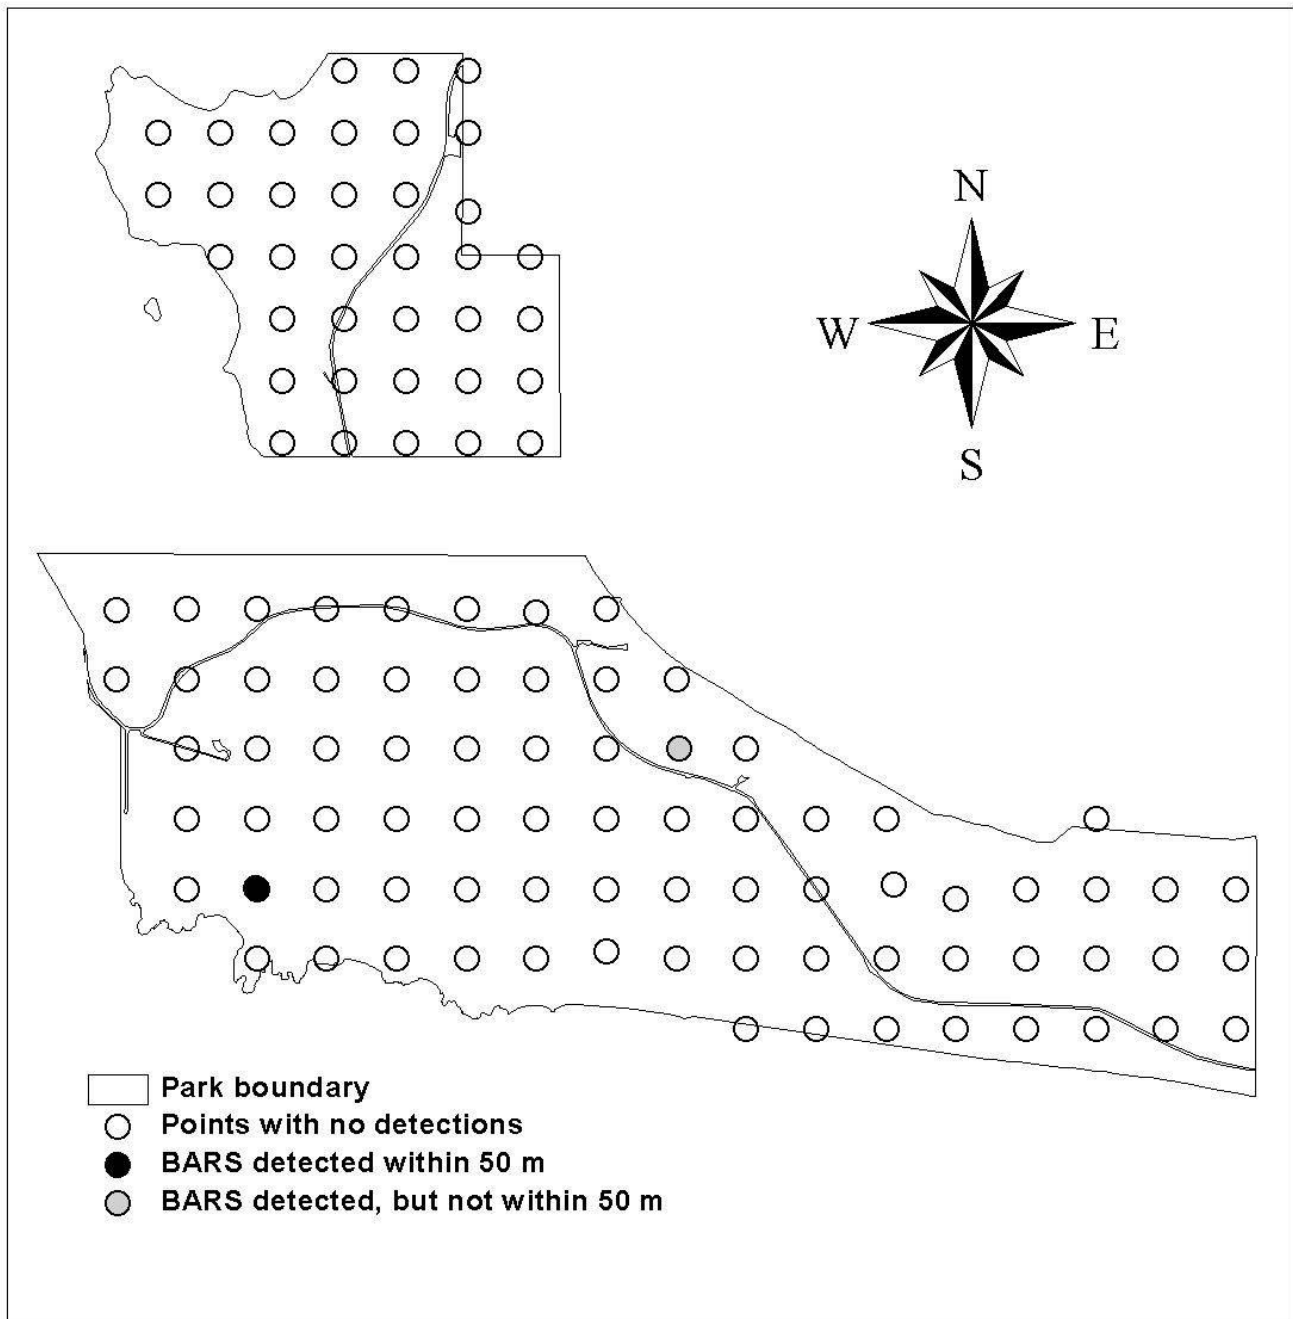 N
W
E
S
Park boundary
Points with no detections
BARS detected within 50 m
BARS detected, but not within 50 m